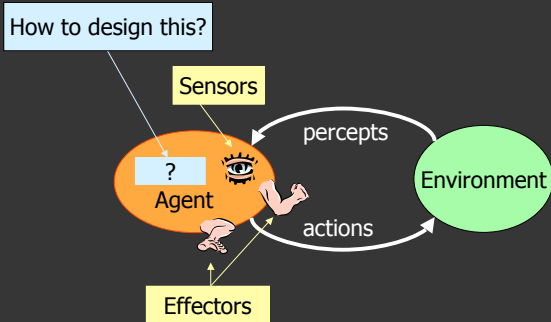 How to design this?
Sensors
percepts
?
Agent
Environment
actions
Effectors